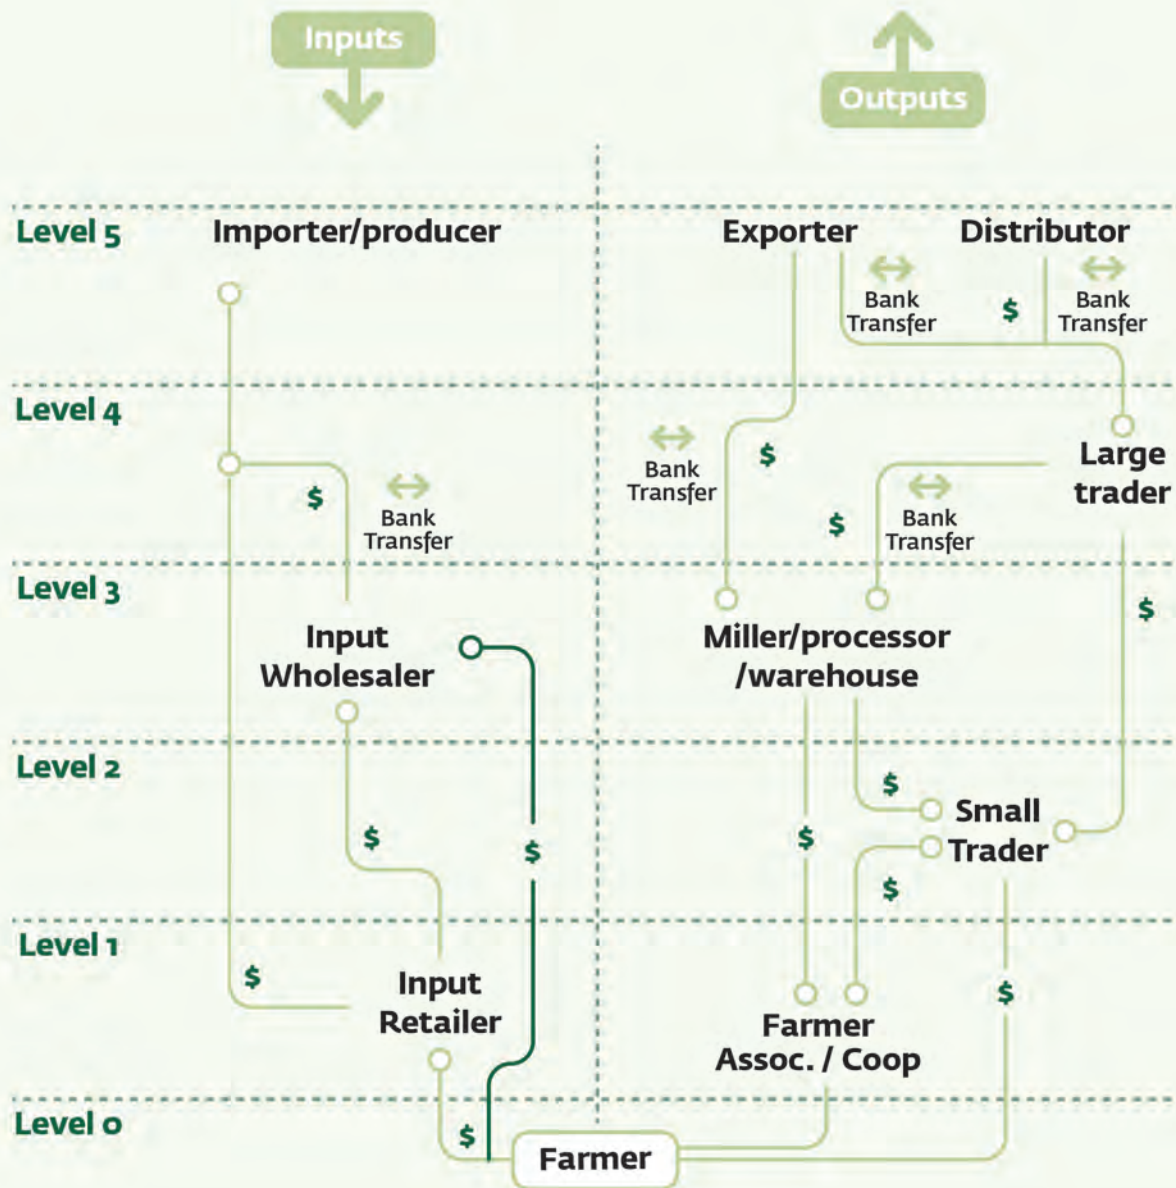 Inputs
Outputs
Level 5
Importer/producer
Exporter
Distributor
Bank
Transfer
$
Bank
Transfer
Level 4
Large
trader
$
Bank
Transfer
Bank
Transfer
$
$
Bank
Transfer
Level 3
$
Input
Wholesaler
Miller/processor
/warehouse
Level 2
$
Small
Trader
$
$
$
$
Level 1
$
Input
Retailer
$
Farmer
Assoc. / Coop
Level 0
$
Farmer